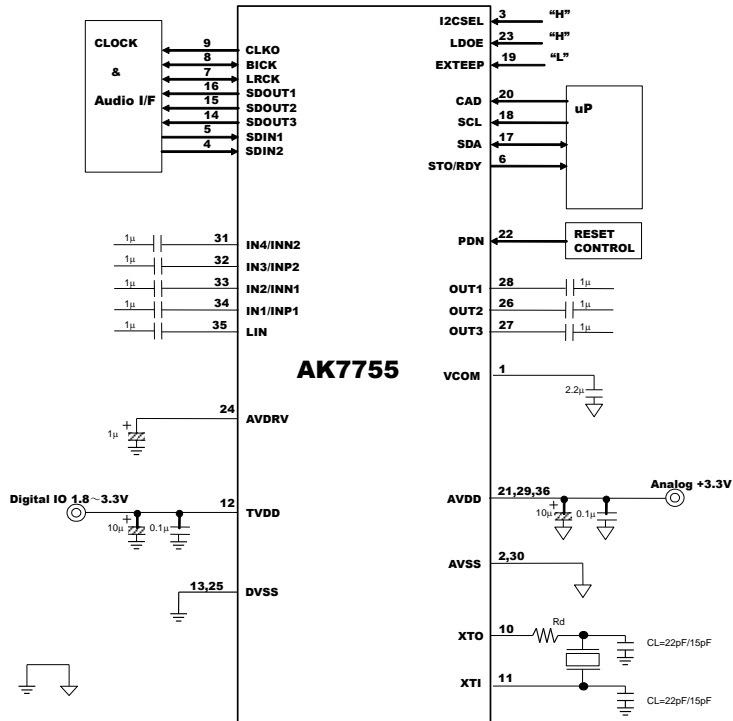 3 I2CSEL "H"
23 LDOE "H"
19 EXTEEP "L"
CLOCK
&
Audio I/F
9 CLKO
8 BICK
7 LRCK
16 SDOUT1
15 SDOUT2
14 SDOUT3
5 SDIN1
4 SDIN2
CAD 20
SCL 18
SDA 17
STO/RDY 6
uP
PDN 22
RESET
CONTROL
1μ 31 IN4/INN2
1μ 32 IN3/INP2
1μ 33 IN2/INN1
1μ 34 IN1/INP1
1μ 35 LIN
OUT1 28 1μ
OUT2 26 1μ
OUT3 27 1μ
AK7755
VCOM 1
2.2μ
24 AVDRV
+
1μ
Digital IO 1.8~3.3V
12 TVDD
+
10μ 0.1μ
AVDD 21,29,36
Analog +3.3V
+
10μ 0.1μ
AVSS 2,30
13,25 DVSS
XTO 10 Rd
CL=22pF/15pF
XTI 11
CL=22pF/15pF